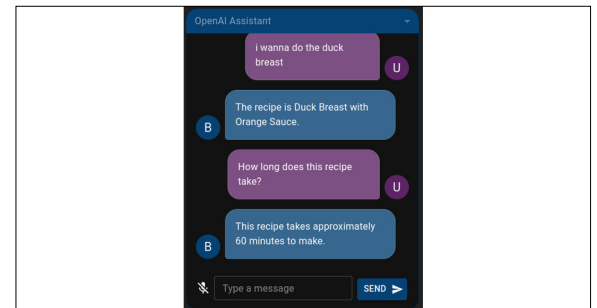 OpenAI Assistant
i wanna do the duck
breast
U
The recipe is Duck Breast with
Orange Sauce.
B
How long does this recipe
take?
U
This recipe takes approximately
60 minutes to make.
B
Type a message
SEND